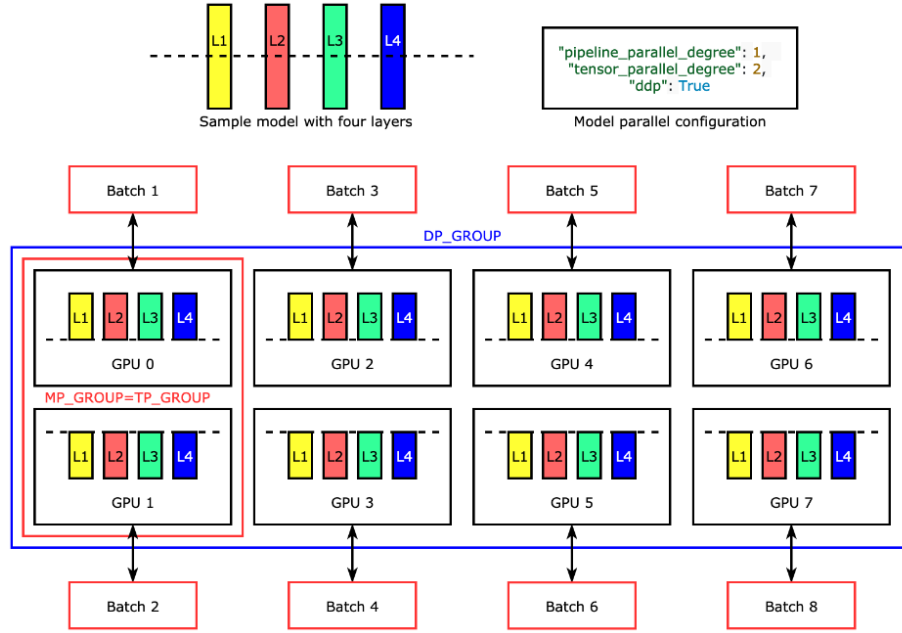 L1 L2 L3 L4
Sample model with four layers
"pipeline_parallel_degree": 1,
"tensor_parallel_degree": 2,
"ddp": True
Model parallel configuration
Batch 1 Batch 3 Batch 5 Batch 7
DP_GROUP
L1 L2 L3 L4 L1 L2 L3 L4 L1 L2 L3 L4 L1 L2 L3 L4
GPU 0 GPU 2 GPU 4 GPU 6
MP_GROUP=TP_GROUP
L1 L2 L3 L4 L1 L2 L3 L4 L1 L2 L3 L4 L1 L2 L3 L4
GPU 1 GPU 3 GPU 5 GPU 7
Batch 2 Batch 4 Batch 6 Batch 8